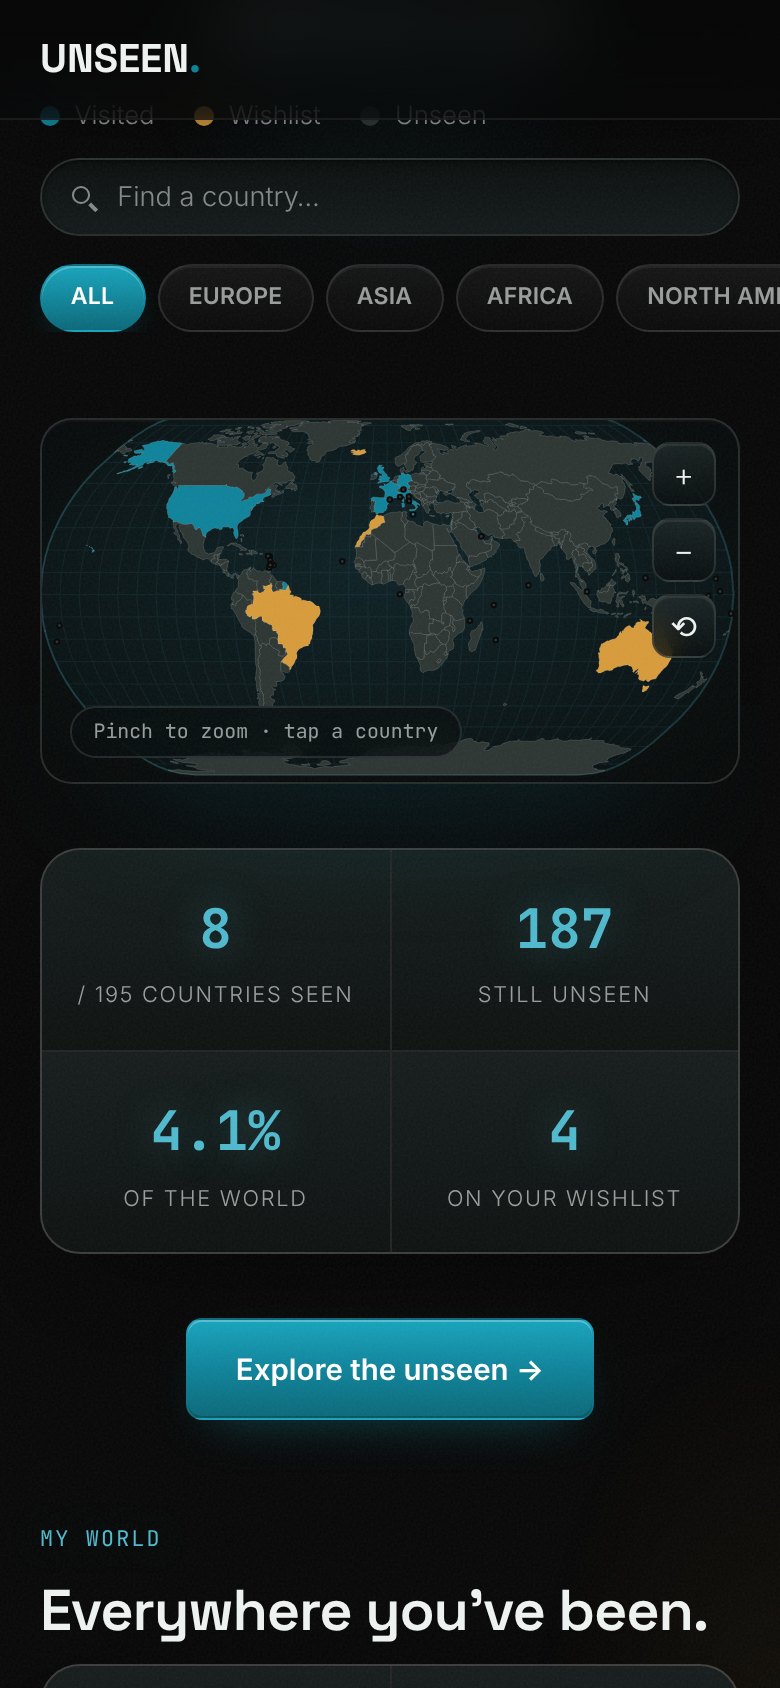 UNSEEN.
Visited Wishlist Unseen
Find a country...
ALL EUROPE ASIA AFRICA NORTH AM
+
−
Pinch to zoom · tap a country
8 187
/ 195 COUNTRIES SEEN STILL UNSEEN
4.1% 4
OF THE WORLD ON YOUR WISHLIST
Explore the unseen →
MY WORLD
Everywhere you've been.